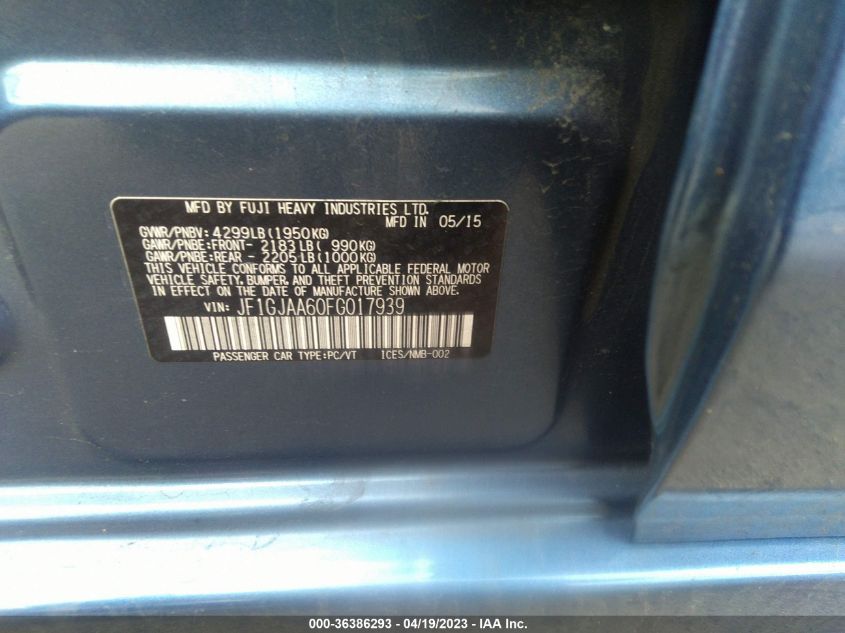 MFD BY FUJI HEAVY INDUSTRIES LTD.
MFD IN 05/15
GVWR/PNBV: 4299LB(1950KG)
GAWR/PNBE:FRONT- 2183LB( 990KG)
GAWR/PNBE:REAR - 2205LB(1000KG)
THIS VEHICLE CONFORMS TO ALL APPLICABLE FEDERAL MOTOR
VEHICLE SAFETY, BUMPER, AND THEFT PREVENTION STANDARDS
IN EFFECT ON THE DATE OF MANUFACTURE SHOWN ABOVE.
VIN: JF1GJAA60FG017939
PASSENGER CAR TYPE:PC/VT ICES/NMB-002
000-36386293 - 04/19/2023 - IAA Inc.